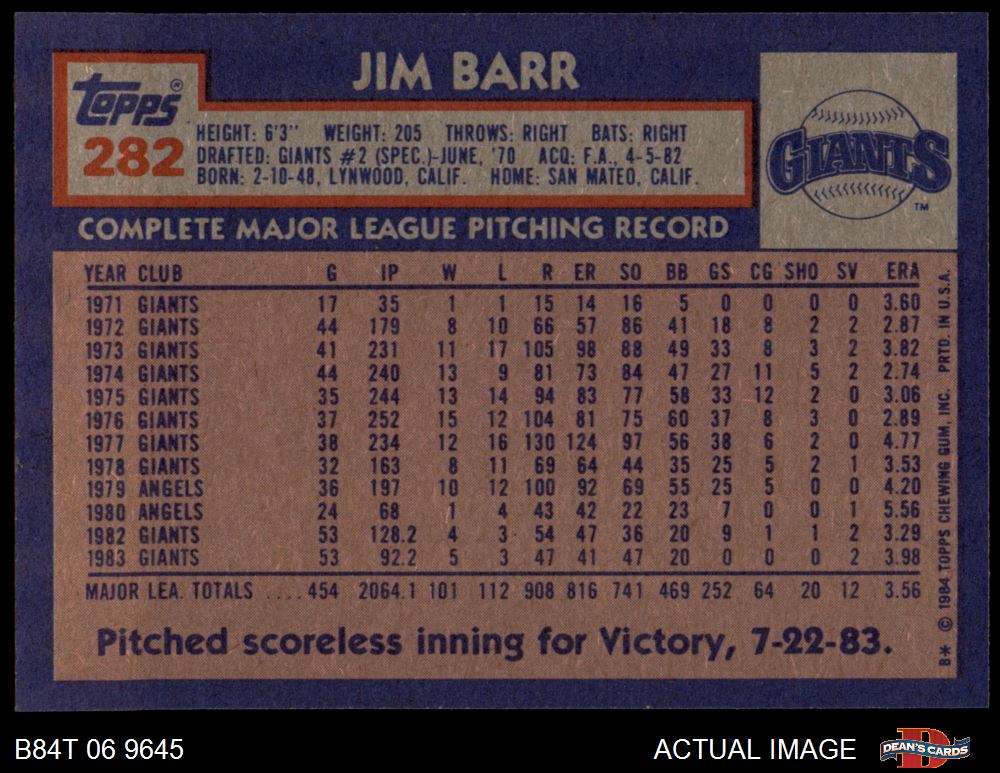 JIM BARR
Topps®
282
HEIGHT: 6'3" WEIGHT: 205 THROWS: RIGHT BATS: RIGHT
DRAFTED: GIANTS #2 (SPEC.)-JUNE, '70 ACQ: F.A., 4-5-82
BORN: 2-10-48, LYNWOOD, CALIF. HOME: SAN MATEO, CALIF.
GIANTS
TM
COMPLETE MAJOR LEAGUE PITCHING RECORD
YEAR CLUB G IP W L R ER SO BB GS CG SHO SV ERA
1971 GIANTS 17 35 1 1 15 14 16 5 0 0 0 0 3.60
1972 GIANTS 44 179 8 10 66 57 86 41 18 8 2 2 2.87
1973 GIANTS 41 231 11 17 105 98 88 49 33 8 3 2 3.82
1974 GIANTS 44 240 13 9 81 73 84 47 27 11 5 2 2.74
1975 GIANTS 35 244 13 14 94 83 77 58 33 12 2 0 3.06
1976 GIANTS 37 252 15 12 104 81 75 60 37 8 3 0 2.89
1977 GIANTS 38 234 12 16 130 124 97 56 38 6 2 0 4.77
1978 GIANTS 32 163 8 11 69 64 44 35 25 5 2 1 3.53
1979 ANGELS 36 197 10 12 100 92 69 55 25 5 0 0 4.20
1980 ANGELS 24 68 1 4 43 42 22 23 7 0 0 1 5.56
1982 GIANTS 53 128.2 4 3 54 47 36 20 9 1 1 2 3.29
1983 GIANTS 53 92.2 5 3 47 41 47 20 0 0 0 2 3.98
MAJOR LEA. TOTALS ....454 2064.1 101 112 908 816 741 469 252 64 20 12 3.56
Pitched scoreless inning for Victory, 7-22-83.
B* © 1984 TOPPS CHEWING GUM, INC. PRTD. IN U.S.A.
B84T 06 9645
ACTUAL IMAGE
DEAN'S CARDS